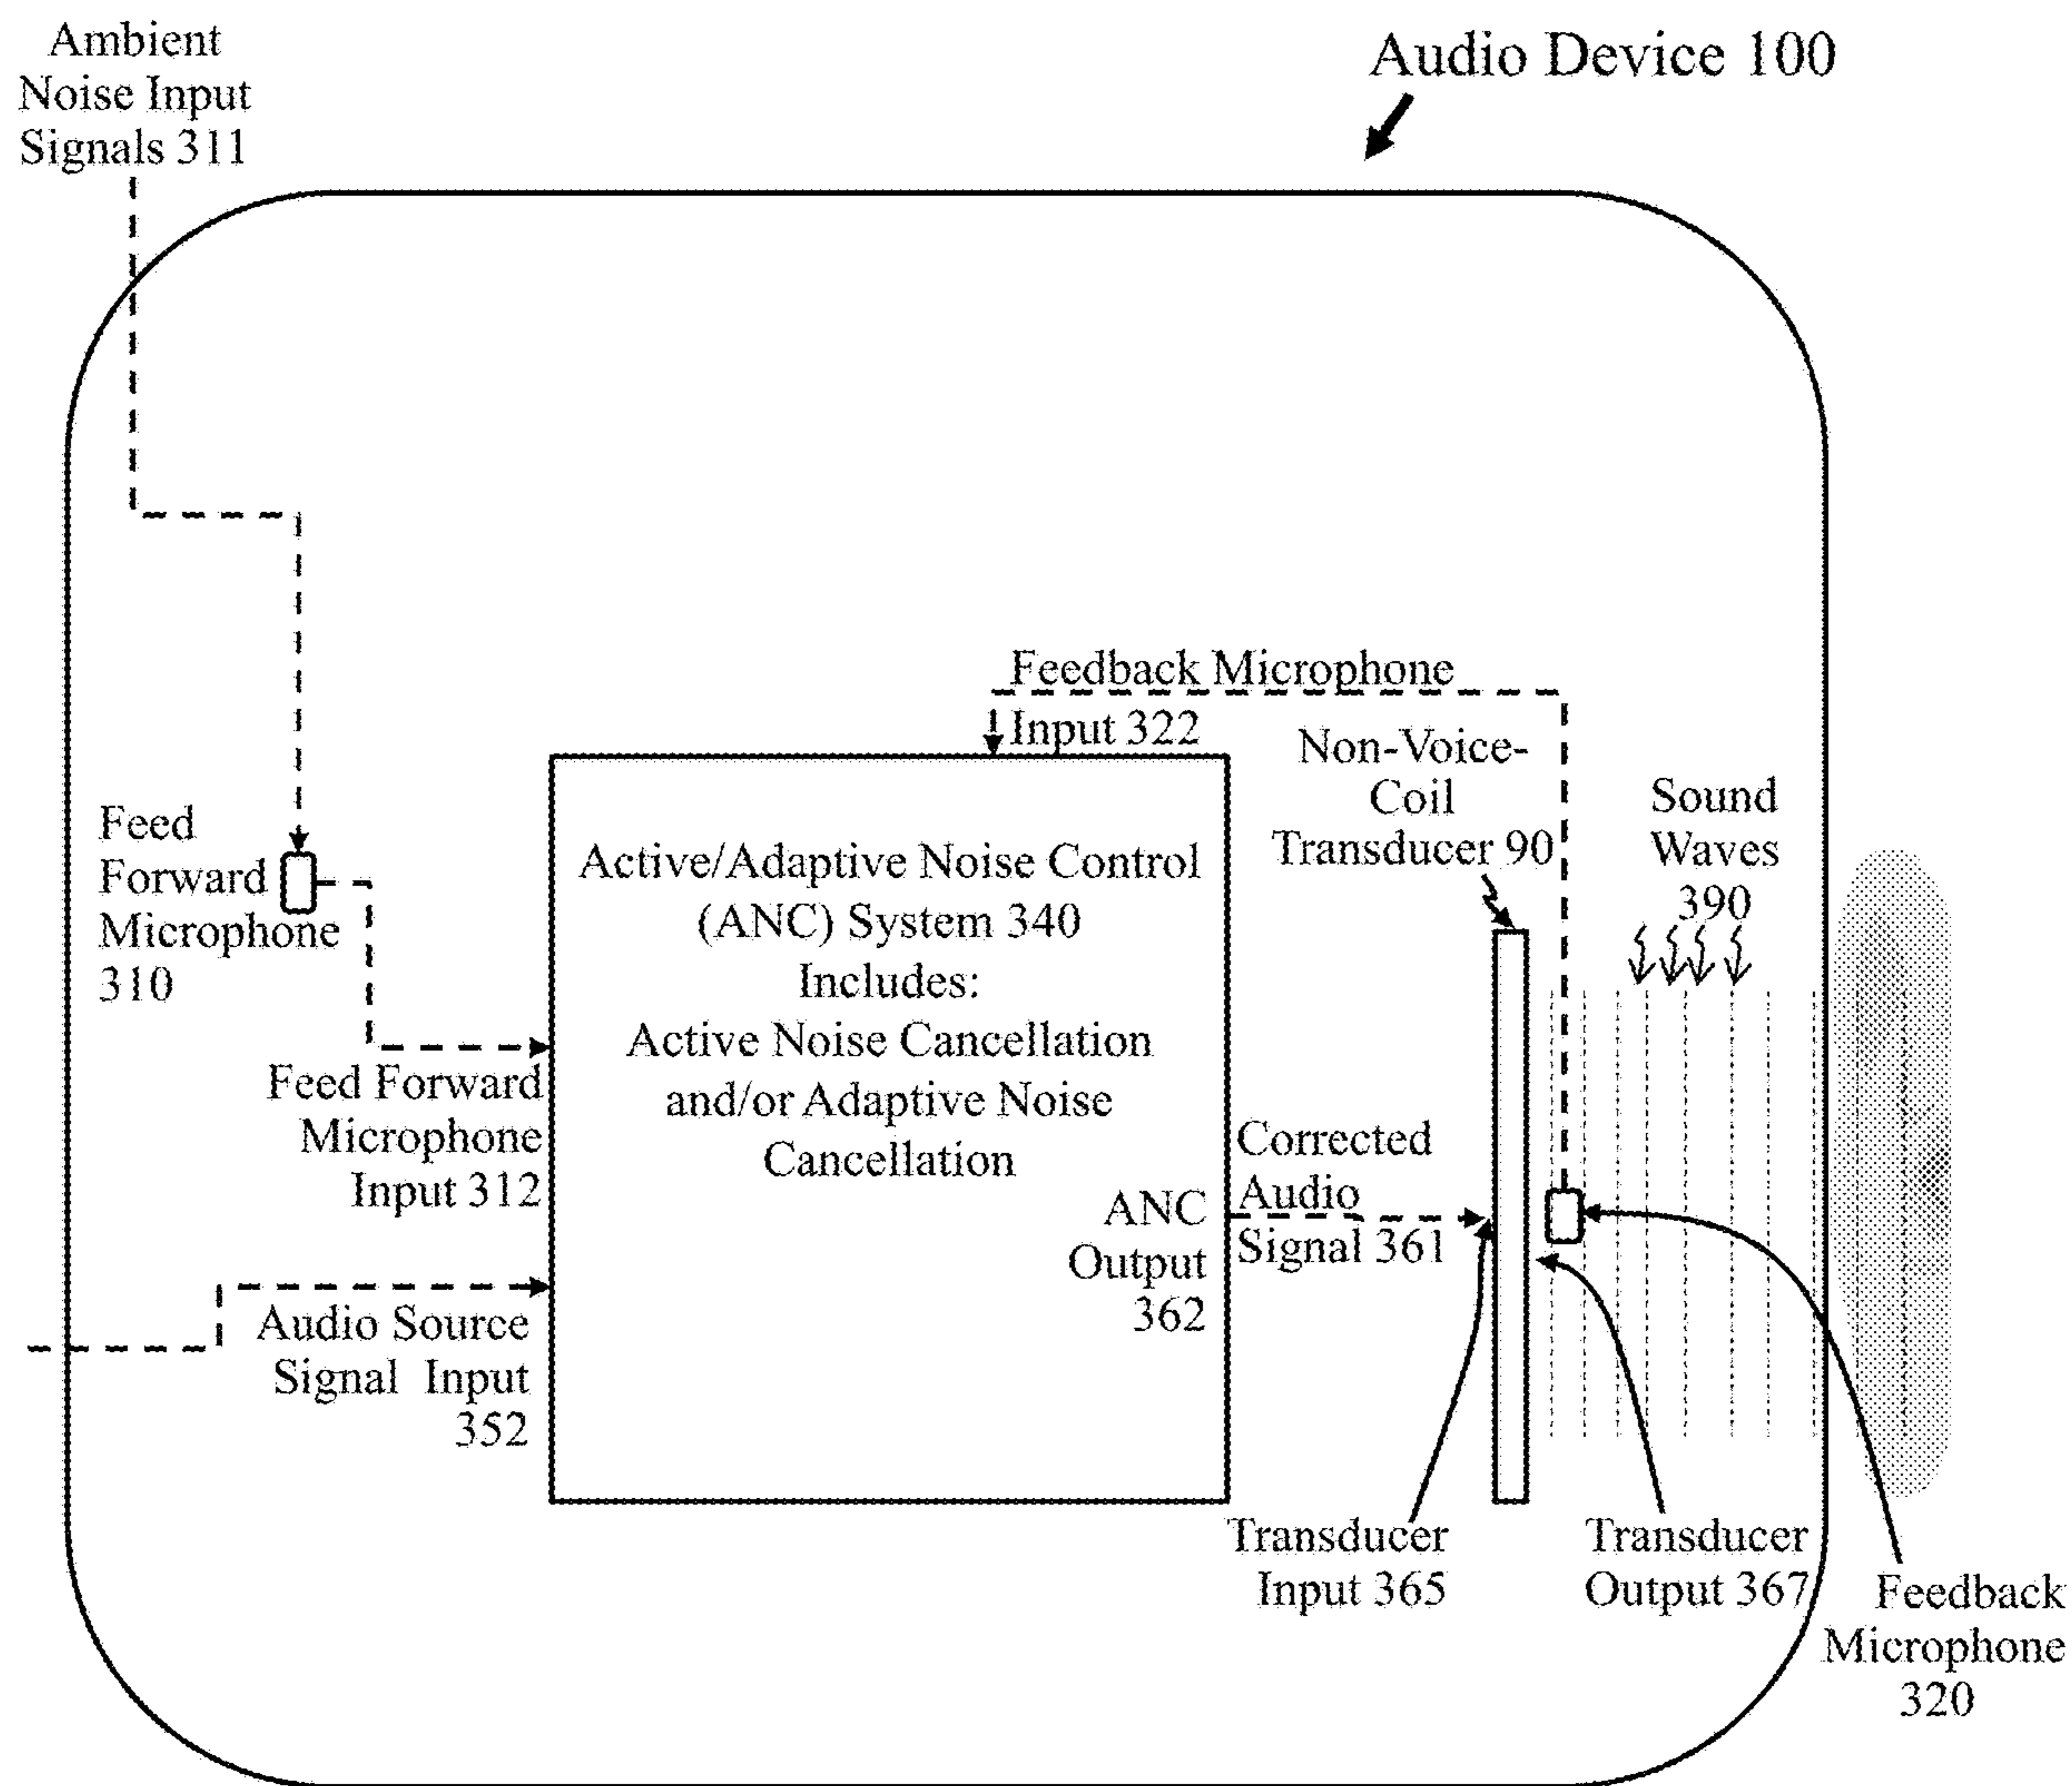 Ambient
Noise Input
Signals 311
Audio Device 100
Feedback Microphone
Input 322
Non-Voice-
Coil
Transducer 90
Sound
Waves
390
Feed
Forward
Microphone
310
Active/Adaptive Noise Control
(ANC) System 340
Includes:
Active Noise Cancellation
and/or Adaptive Noise
Cancellation
Feed Forward
Microphone
Input 312
ANC
Output
362
Corrected
Audio
Signal 361
Audio Source
Signal Input
352
Transducer
Input 365
Transducer
Output 367
Feedback
Microphone
320